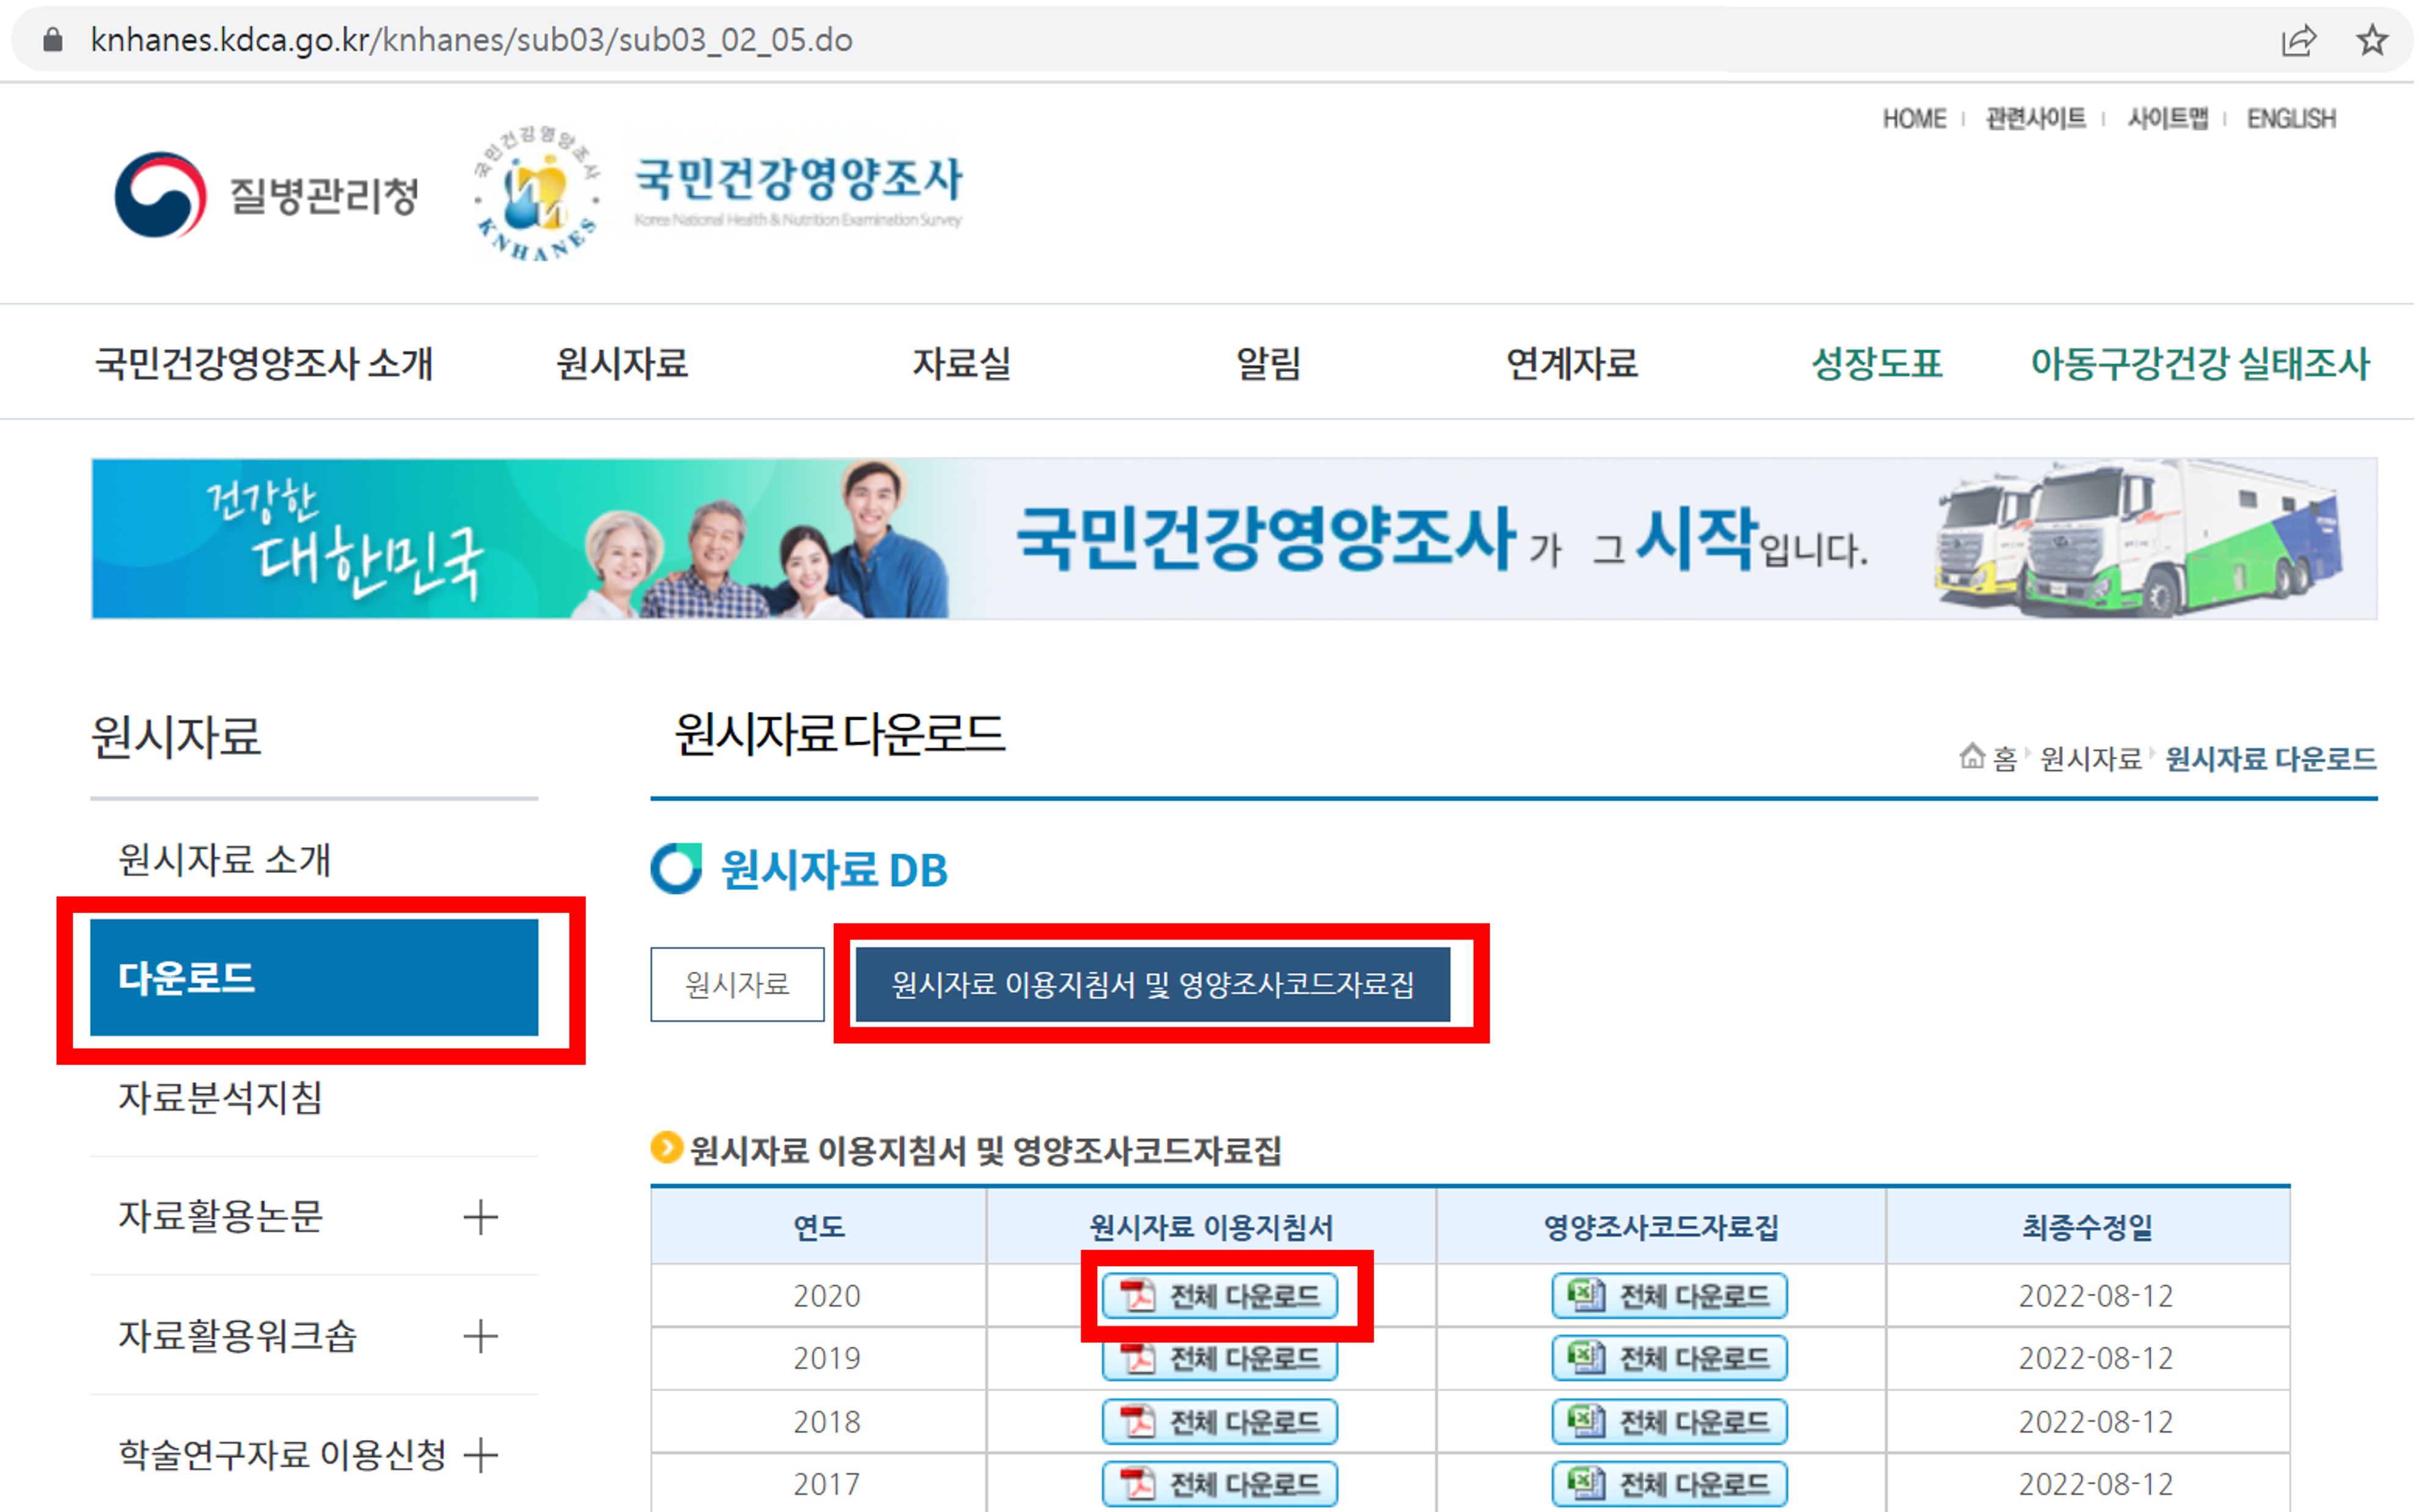 knhanes.kdca.go.kr/knhanes/sub03/sub03_02_05.do
HOME 관련사이트 사이트맵 ENGLISH
질병관리청
국민건강영양조사
KNHANES
국민건강영양조사
Korea National Health & Nutrition Examination Survey
국민건강영양조사 소개 원시자료 자료실 알림 연계자료 성장도표 아동구강건강 실태조사
건강한
대한민국
국민건강영양조사가 그 시작입니다.
원시자료
원시자료 다운로드
홈 원시자료 원시자료 다운로드
원시자료 소개
다운로드
자료분석지침
자료활용논문
자료활용워크숍
학술연구자료 이용신청
원시자료 DB
원시자료 원시자료 이용지침서 및 영양조사코드자료집
원시자료 이용지침서 및 영양조사코드자료집
연도 원시자료 이용지침서 영양조사코드자료집 최종수정일
2020 전체 다운로드 전체 다운로드 2022-08-12
2019 전체 다운로드 전체 다운로드 2022-08-12
2018 전체 다운로드 전체 다운로드 2022-08-12
2017 전체 다운로드 전체 다운로드 2022-08-12